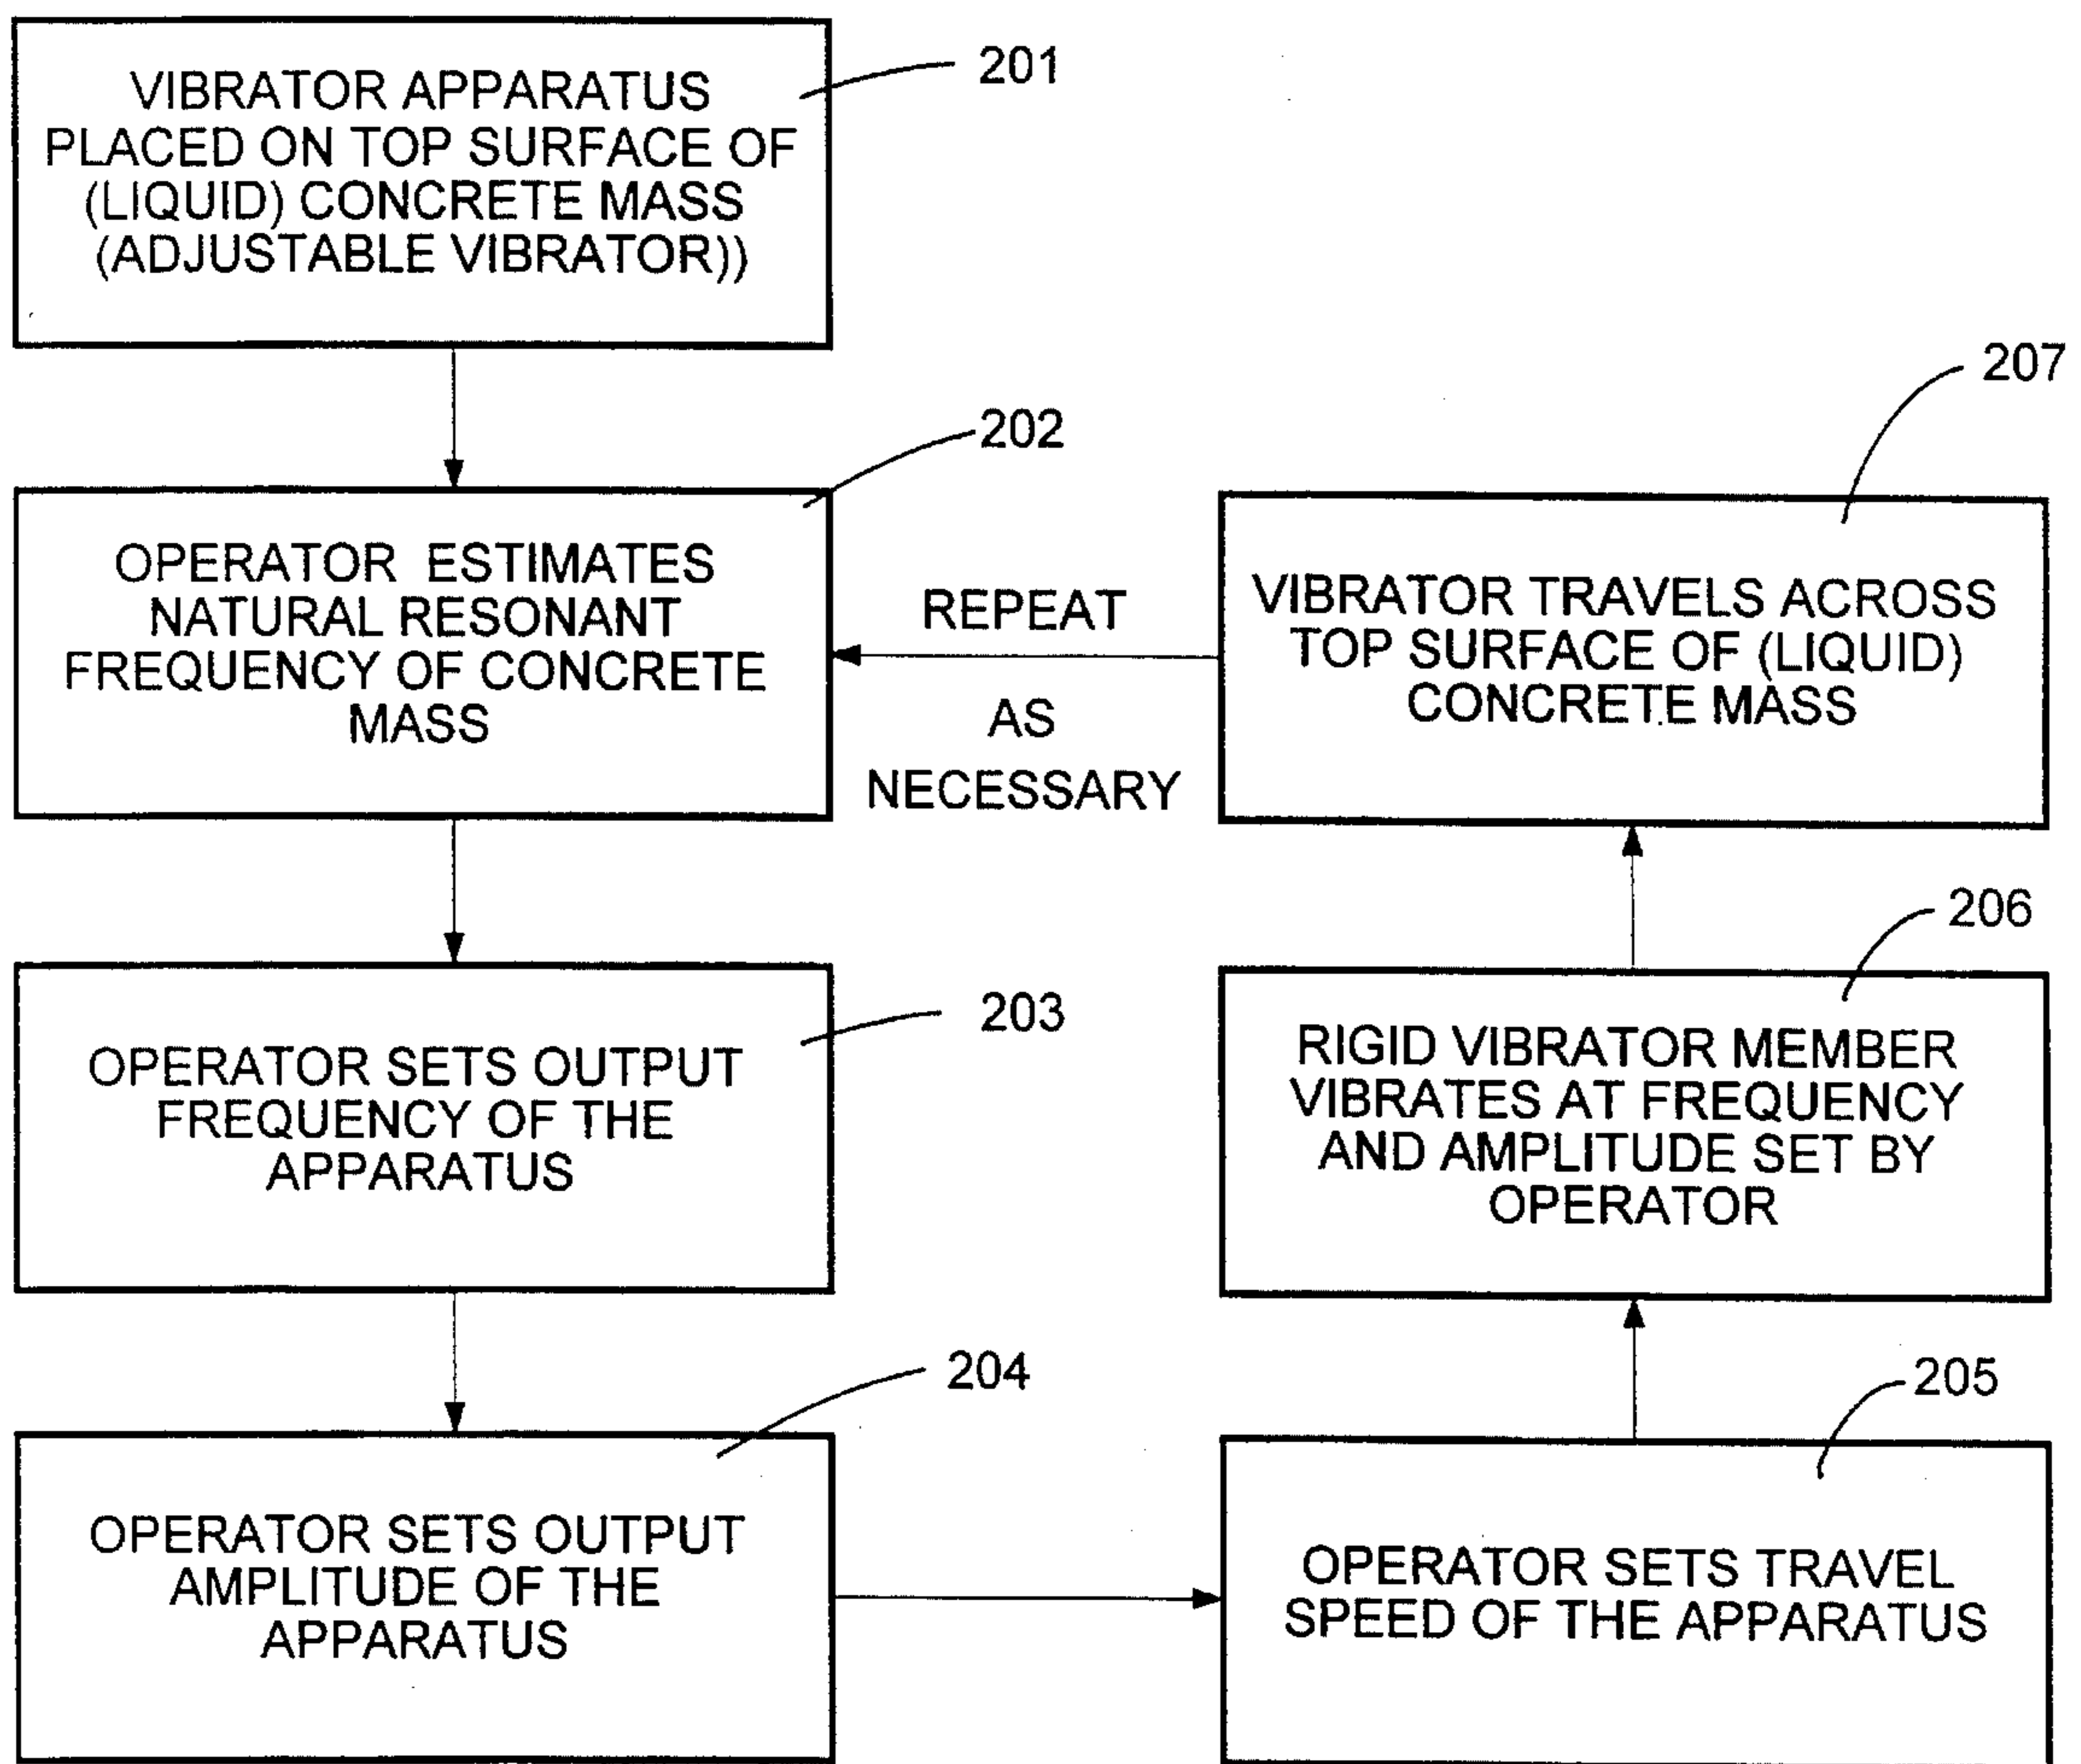 VIBRATOR APPARATUS
PLACED ON TOP SURFACE OF
(LIQUID) CONCRETE MASS
(ADJUSTABLE VIBRATOR))
201
OPERATOR ESTIMATES
NATURAL RESONANT
FREQUENCY OF CONCRETE
MASS
202
OPERATOR SETS OUTPUT
FREQUENCY OF THE
APPARATUS
203
OPERATOR SETS OUTPUT
AMPLITUDE OF THE
APPARATUS
204
OPERATOR SETS TRAVEL
SPEED OF THE APPARATUS
205
RIGID VIBRATOR MEMBER
VIBRATES AT FREQUENCY
AND AMPLITUDE SET BY
OPERATOR
206
VIBRATOR TRAVELS ACROSS
TOP SURFACE OF (LIQUID)
CONCRETE MASS
207
REPEAT
AS
NECESSARY